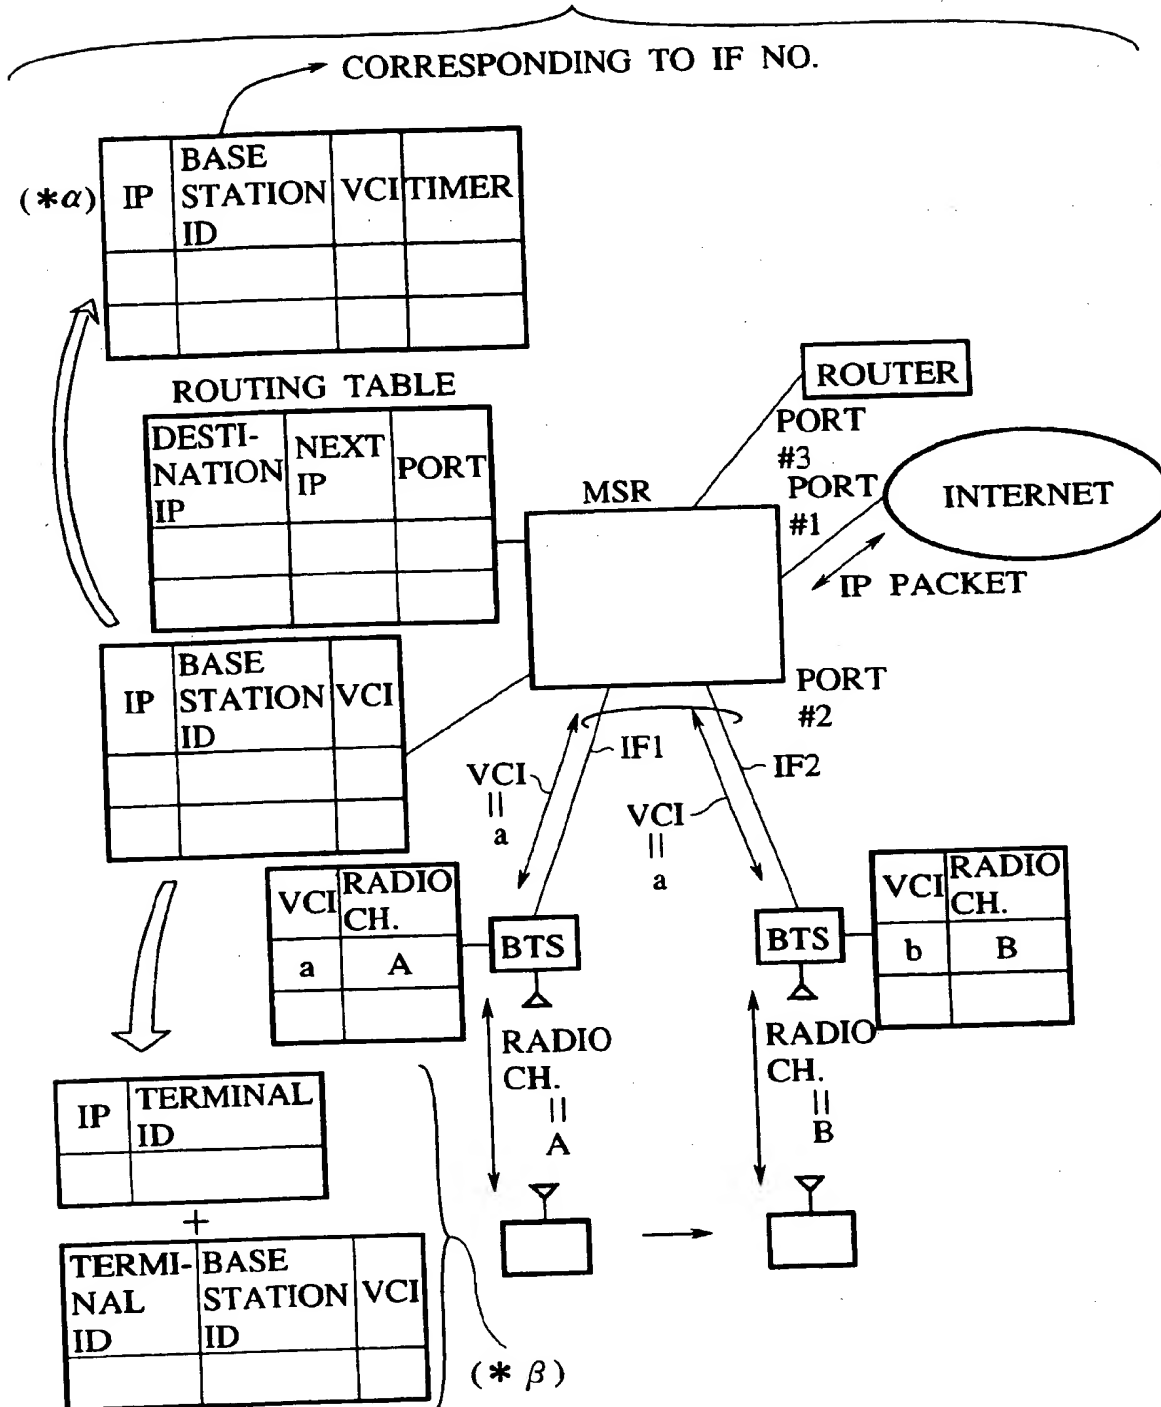 CORRESPONDING TO IF NO.
(*α)
IP
BASE
STATION
ID
VCI
TIMER
ROUTING TABLE
DESTI-
NATION
IP
NEXT
IP
PORT
ROUTER
PORT
#3
PORT
#1
INTERNET
MSR
IP PACKET
IP
BASE
STATION
ID
VCI
PORT
#2
IF1
IF2
VCI
=
a
VCI
=
a
VCI
RADIO
CH.
a
A
BTS
BTS
VCI
RADIO
CH.
b
B
RADIO
CH.
=
A
RADIO
CH.
=
B
IP
TERMINAL
ID
+
TERMI-
NAL
ID
BASE
STATION
ID
VCI
(* β)